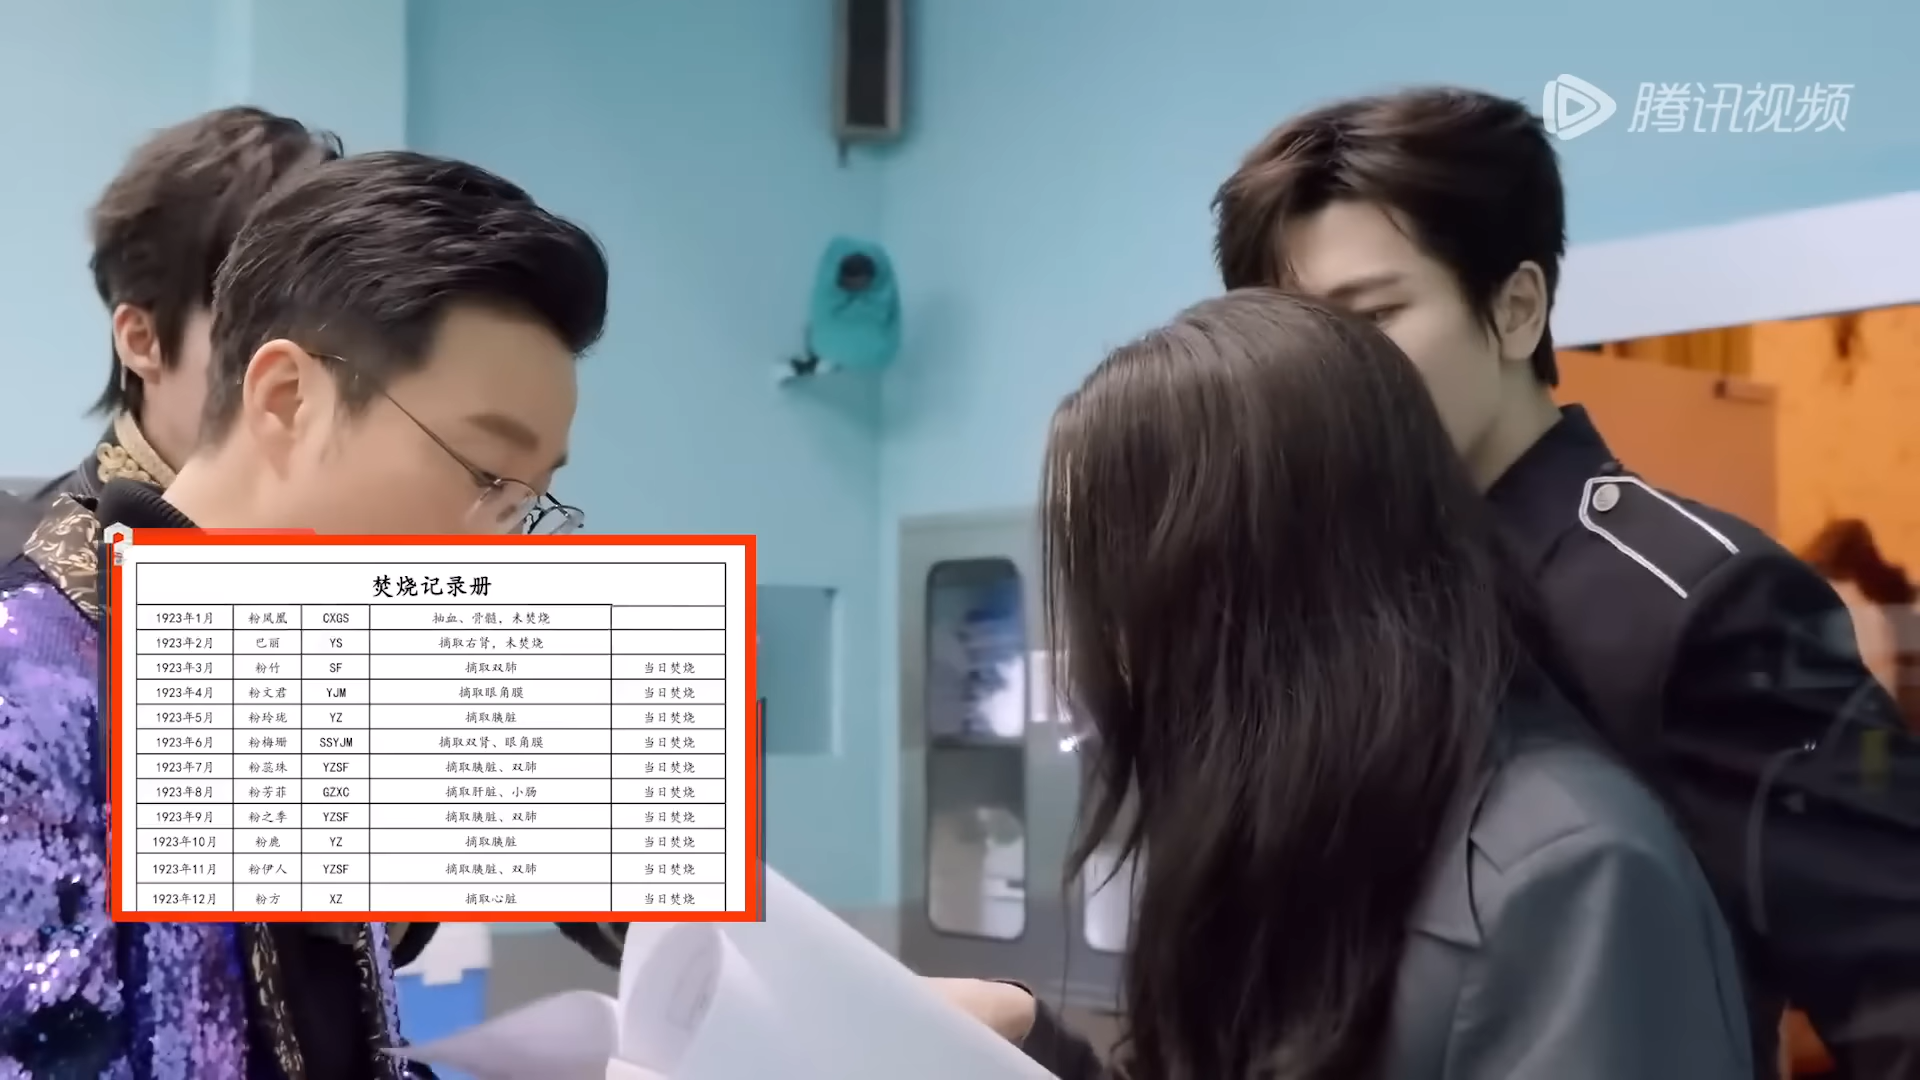 腾讯视频
焚烧记录册
1923年1月 粉凤凰 CXGS 抽血、骨髓，未焚烧
1923年2月 巴丽 YS 摘取右肾，未焚烧
1923年3月 粉竹 SF 摘取双肺 当日焚烧
1923年4月 粉文君 YJM 摘取眼角膜 当日焚烧
1923年5月 粉玲珑 YZ 摘取胰脏 当日焚烧
1923年6月 粉梅珊 SSYJM 摘取双肾、眼角膜 当日焚烧
1923年7月 粉蕊珠 YZSF 摘取胰脏、双肺 当日焚烧
1923年8月 粉芳菲 GZXC 摘取肝脏、小肠 当日焚烧
1923年9月 粉之季 YZSF 摘取胰脏、双肺 当日焚烧
1923年10月 粉鹿 YZ 摘取胰脏 当日焚烧
1923年11月 粉伊人 YZSF 摘取胰脏、双肺 当日焚烧
1923年12月 粉方 XZ 摘取心脏 当日焚烧